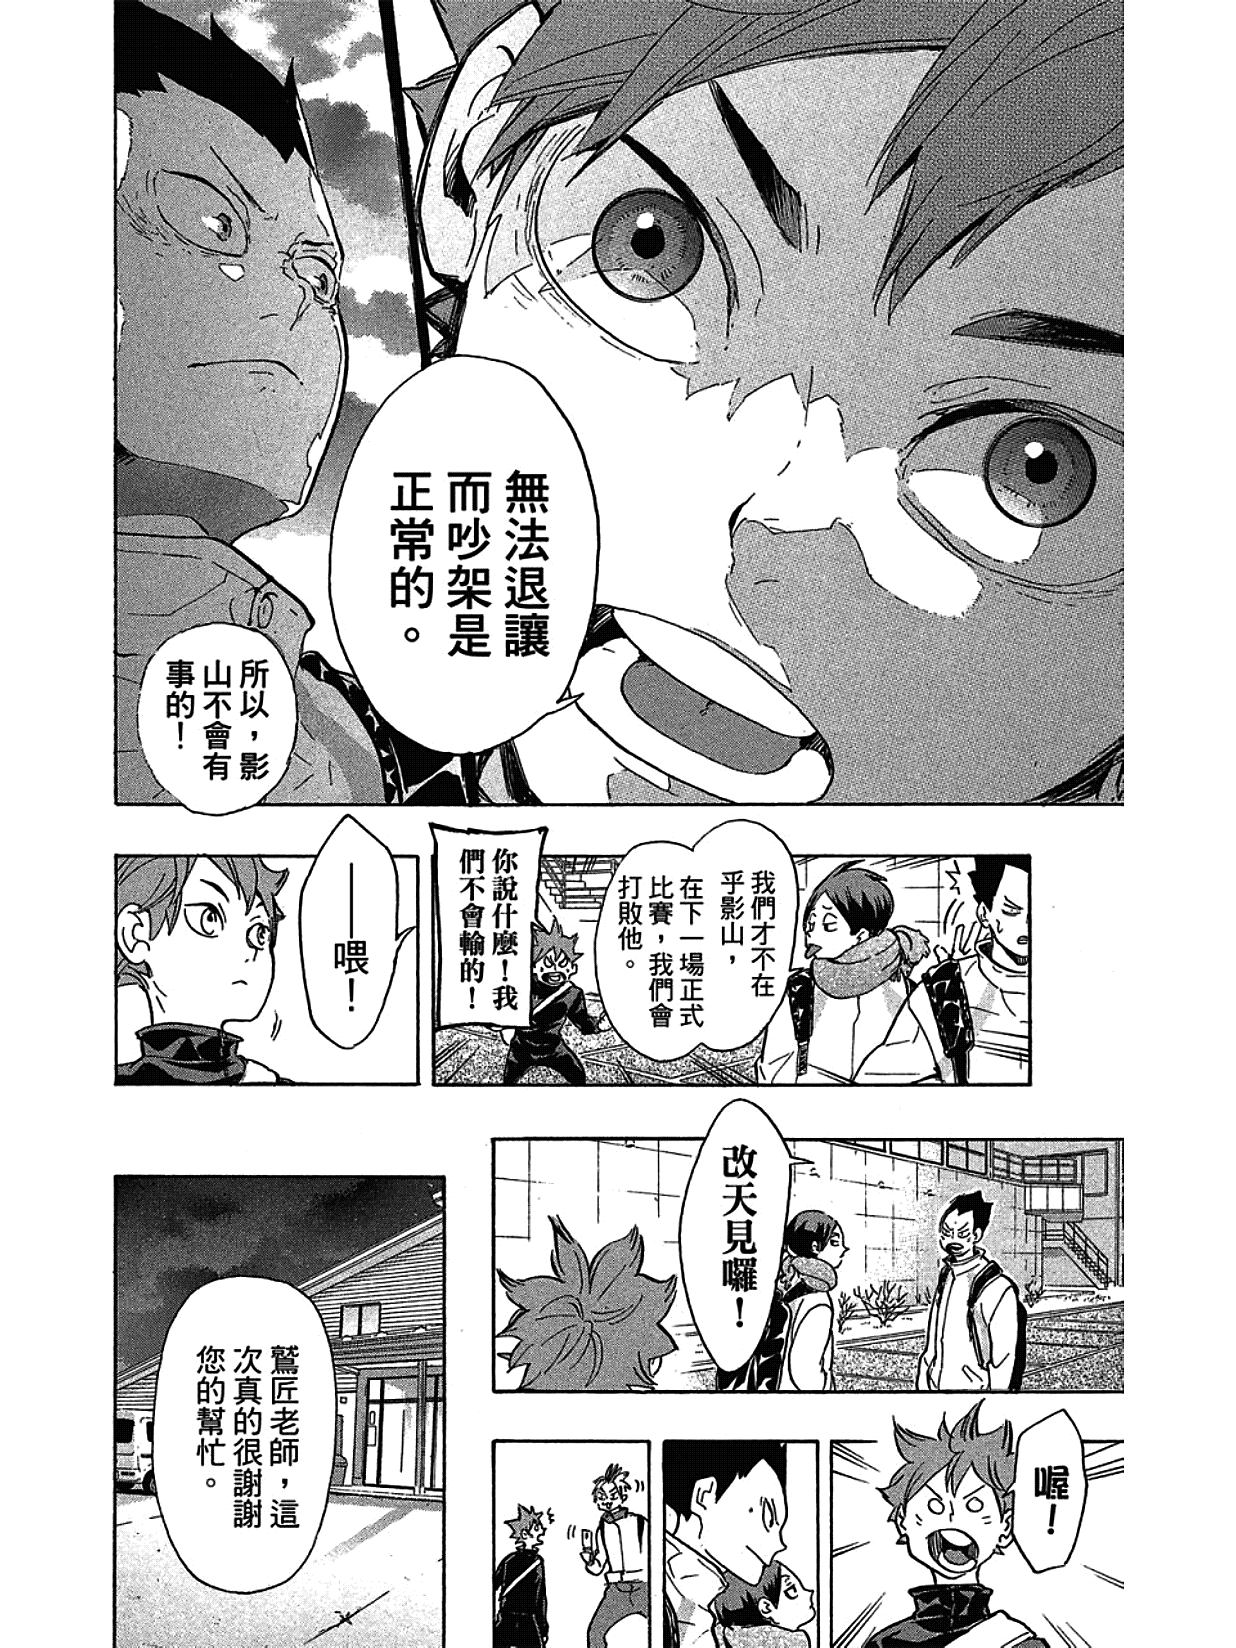 無法退讓
而吵架是
正常的。
所以，影
山不會有
事的！
我們才不在
乎影山，
在下一場正式
比賽，我們會
打敗他。
你說什麼！我
們不會輸的！
——喂！
改天見囉！
喔！
鷲匠老師，這
次真的很謝謝
您的幫忙。